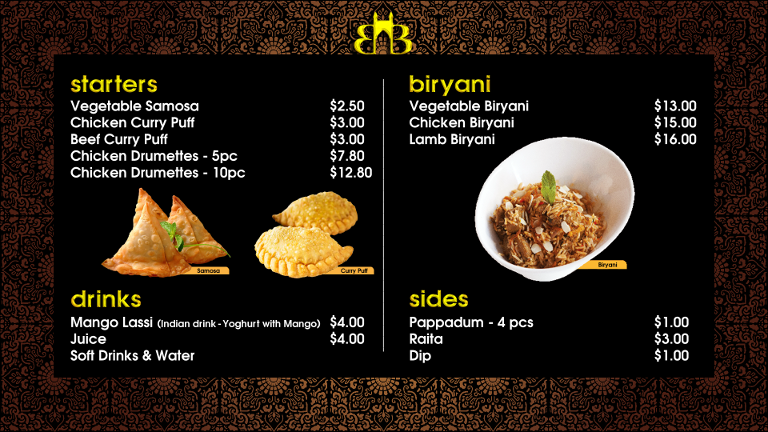 starters
Vegetable Samosa $2.50
Chicken Curry Puff $3.00
Beef Curry Puff $3.00
Chicken Drumettes - 5pc $7.80
Chicken Drumettes - 10pc $12.80
Samosa
Curry Puff
drinks
Mango Lassi (Indian drink - Yoghurt with Mango) $4.00
Juice $4.00
Soft Drinks & Water
biryani
Vegetable Biryani $13.00
Chicken Biryani $15.00
Lamb Biryani $16.00
Biryani
sides
Pappadum - 4 pcs $1.00
Raita $3.00
Dip $1.00